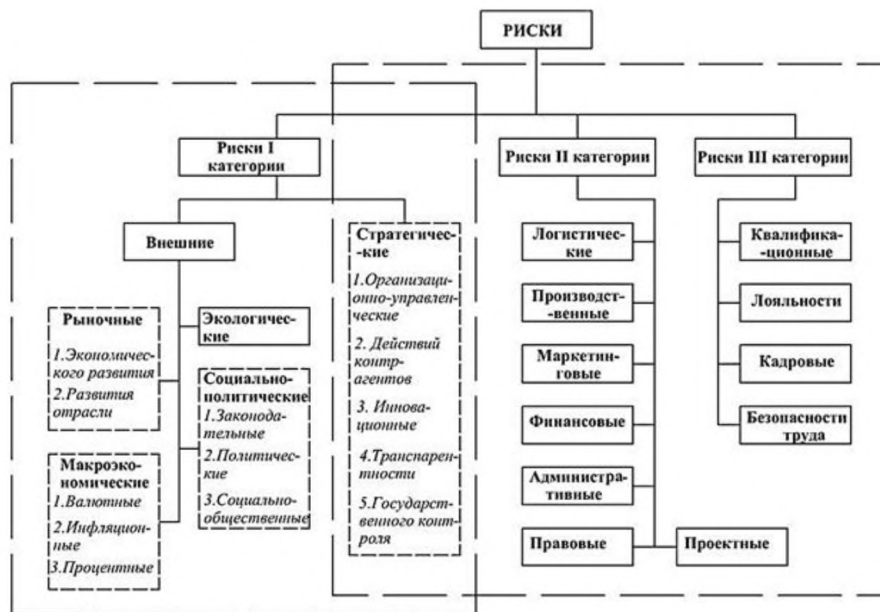 РИСКИ
Риски I
категории
Риски II категории
Риски III категории
Внешние
Рыночные
1.Экономичес-
кого развития
2.Развития
отрасли
Макроэко-
номические
1.Валютные
2.Инфляцион-
ные
3.Процентные
Экологичес-
кие
Социально-
политические
1.Законода-
тельные
2.Политичес-
кие
3.Социально-
общественные
Стратегичес-
-кие
1.Организаци-
онно-управлен-
ческие
2. Действий
контр-
агентов
3. Иннова-
ционные
4.Транспарен-
тности
5.Государст-
венного конт-
роля
Логистичес-
кие
Производст-
-венные
Маркетин-
говые
Финансовые
Администра-
тивные
Правовые
Проектные
Квалифика-
-ционные
Лояльности
Кадровые
Безопасности
труда